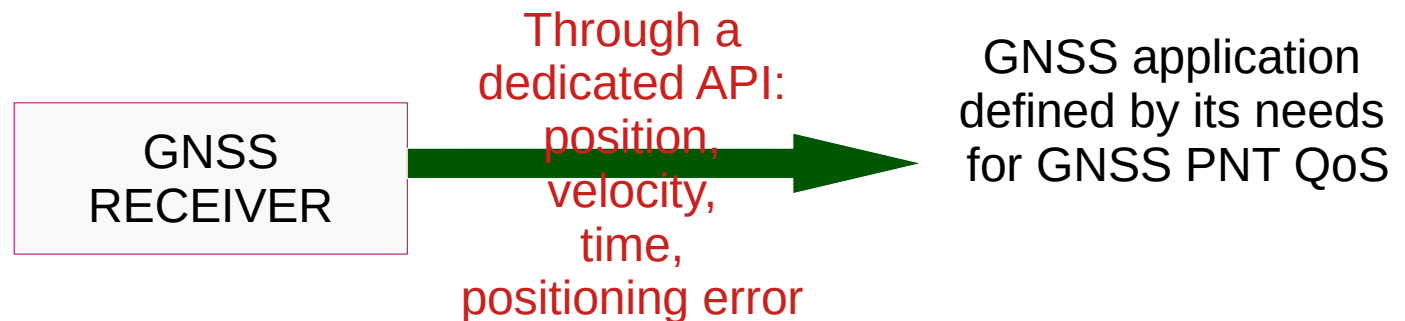 GNSS
RECEIVER
Through a
dedicated API:
position,
velocity,
time,
positioning error
GNSS application
defined by its needs
for GNSS PNT QoS